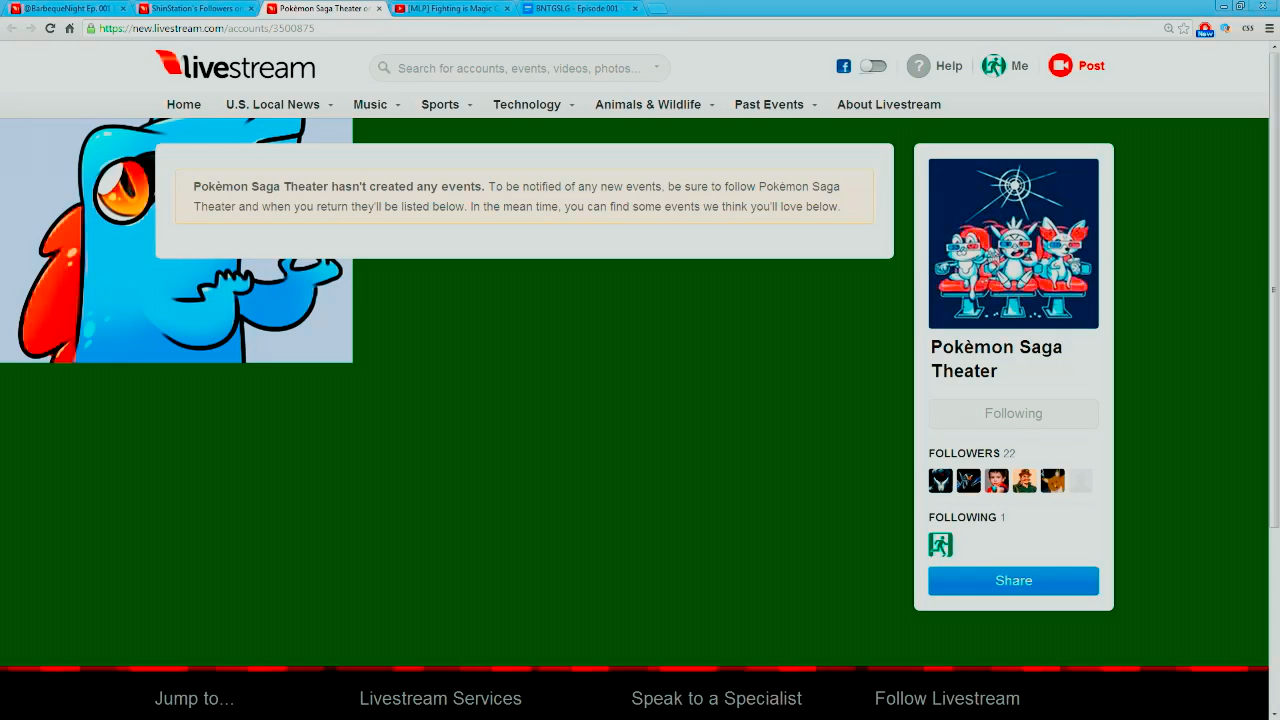 @BarbequeNight Ep. 001
ShinStation's Followers on
Pokèmon Saga Theater on
[MLP] Fighting is Magic
BNTGSLG - Episode 001
https://new.livestream.com/accounts/3500875
New
css
livestream
Search for accounts, events, videos, photos...
Help
Me
Post
Home
U.S. Local News
Music
Sports
Technology
Animals & Wildlife
Past Events
About Livestream
Pokèmon Saga Theater hasn't created any events. To be notified of any new events, be sure to follow Pokèmon Saga
Theater and when you return they'll be listed below. In the mean time, you can find some events we think you'll love below.
Pokèmon Saga
Theater
Following
FOLLOWERS 22
FOLLOWING 1
Share
Jump to...
Livestream Services
Speak to a Specialist
Follow Livestream